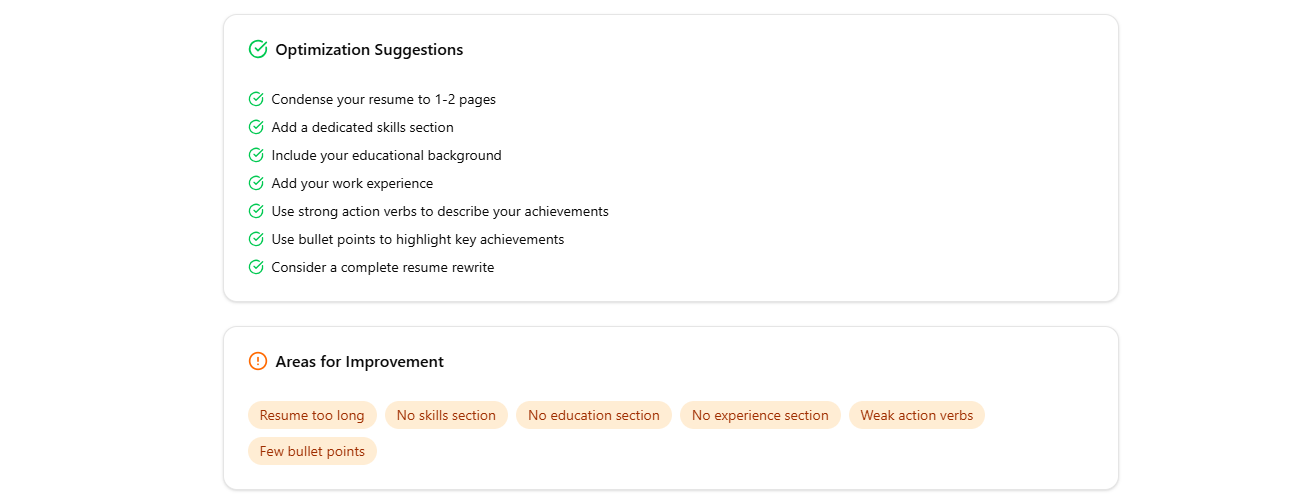 Optimization Suggestions
Condense your resume to 1-2 pages
Add a dedicated skills section
Include your educational background
Add your work experience
Use strong action verbs to describe your achievements
Use bullet points to highlight key achievements
Consider a complete resume rewrite
Areas for Improvement
Resume too long No skills section No education section No experience section Weak action verbs
Few bullet points